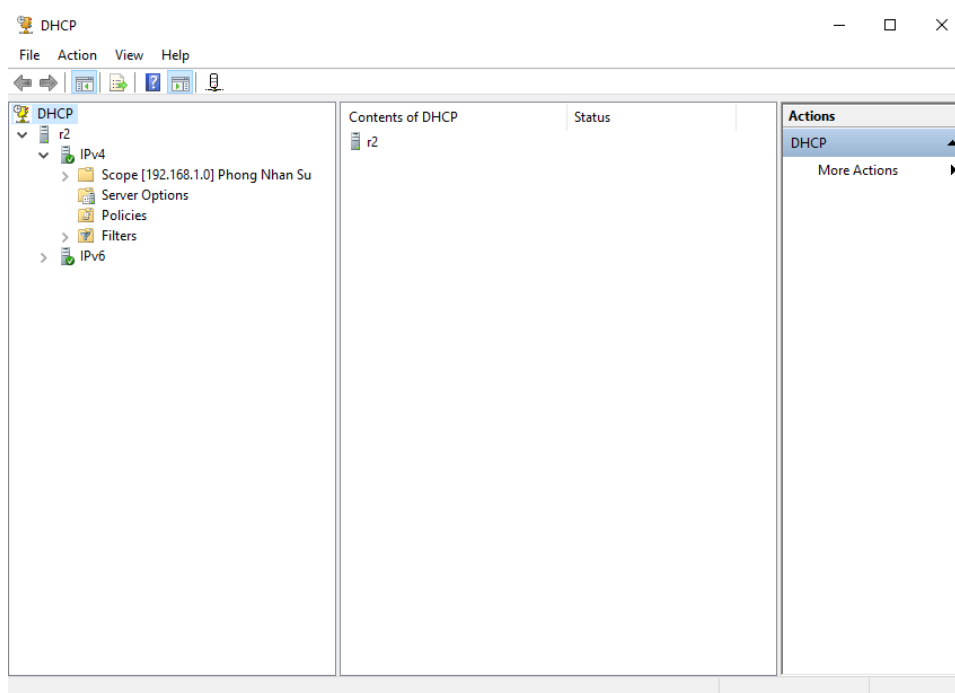 DHCP
File Action View Help
DHCP
r2
IPv4
Scope [192.168.1.0] Phong Nhan Su
Server Options
Policies
Filters
IPv6
Contents of DHCP Status
r2
Actions
DHCP
More Actions